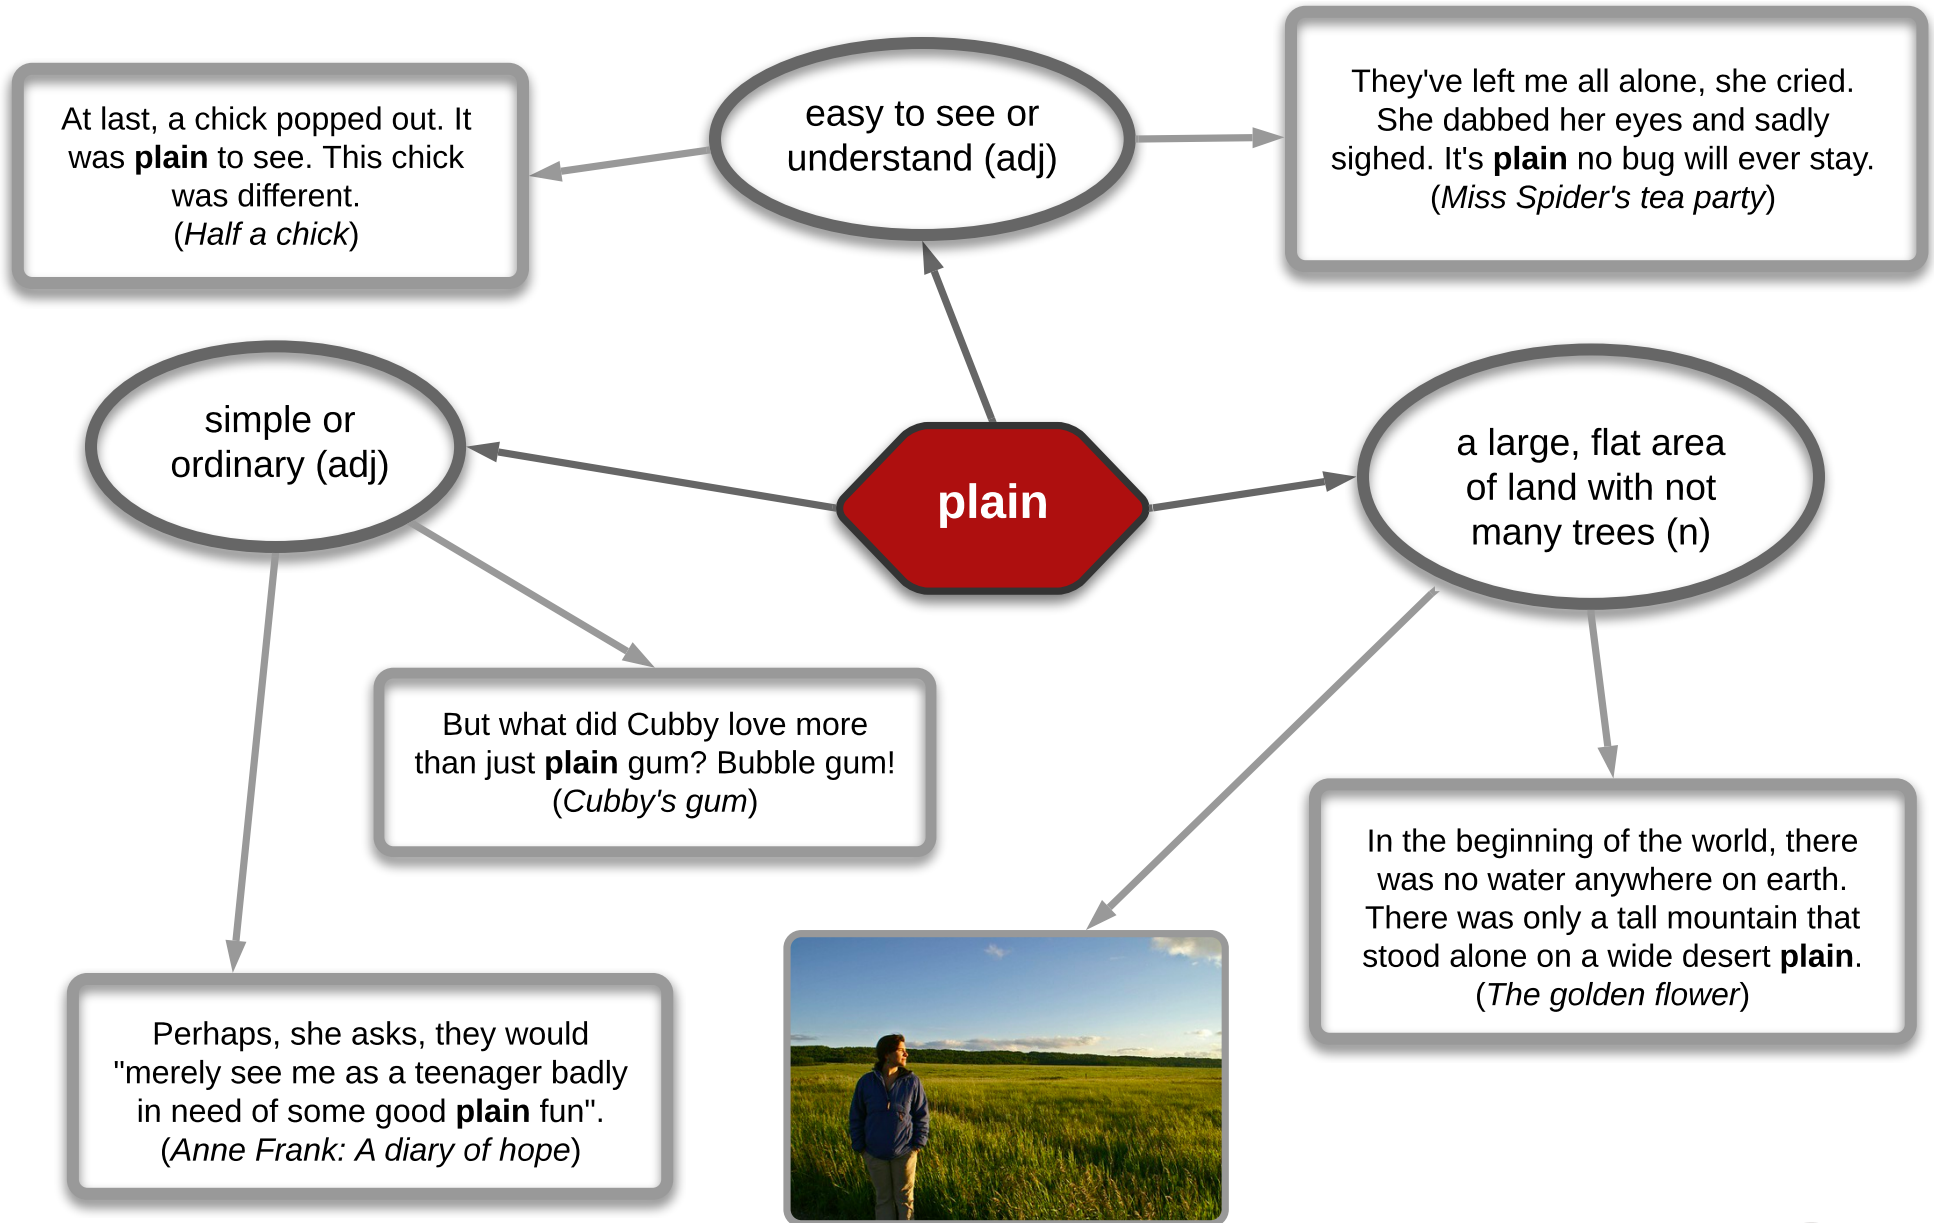 At last, a chick popped out. It
was plain to see. This chick
was different.
(Half a chick)
easy to see or
understand (adj)
They've left me all alone, she cried.
She dabbed her eyes and sadly
sighed. It's plain no bug will ever stay.
(Miss Spider's tea party)
simple or
ordinary (adj)
plain
a large, flat area
of land with not
many trees (n)
But what did Cubby love more
than just plain gum? Bubble gum!
(Cubby's gum)
In the beginning of the world, there
was no water anywhere on earth.
There was only a tall mountain that
stood alone on a wide desert plain.
(The golden flower)
Perhaps, she asks, they would
"merely see me as a teenager badly
in need of some good plain fun".
(Anne Frank: A diary of hope)